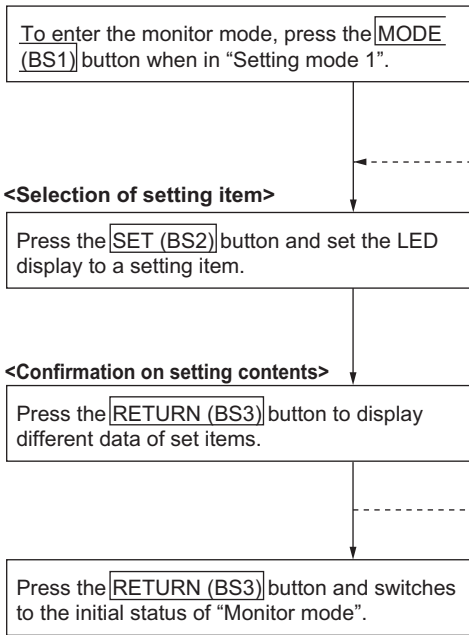 To enter the monitor mode, press the MODE
(BS1) button when in “Setting mode 1”.
<Selection of setting item>
Press the SET (BS2) button and set the LED
display to a setting item.
<Confirmation on setting contents>
Press the RETURN (BS3) button to display
different data of set items.
Press the RETURN (BS3) button and switches
to the initial status of “Monitor mode”.